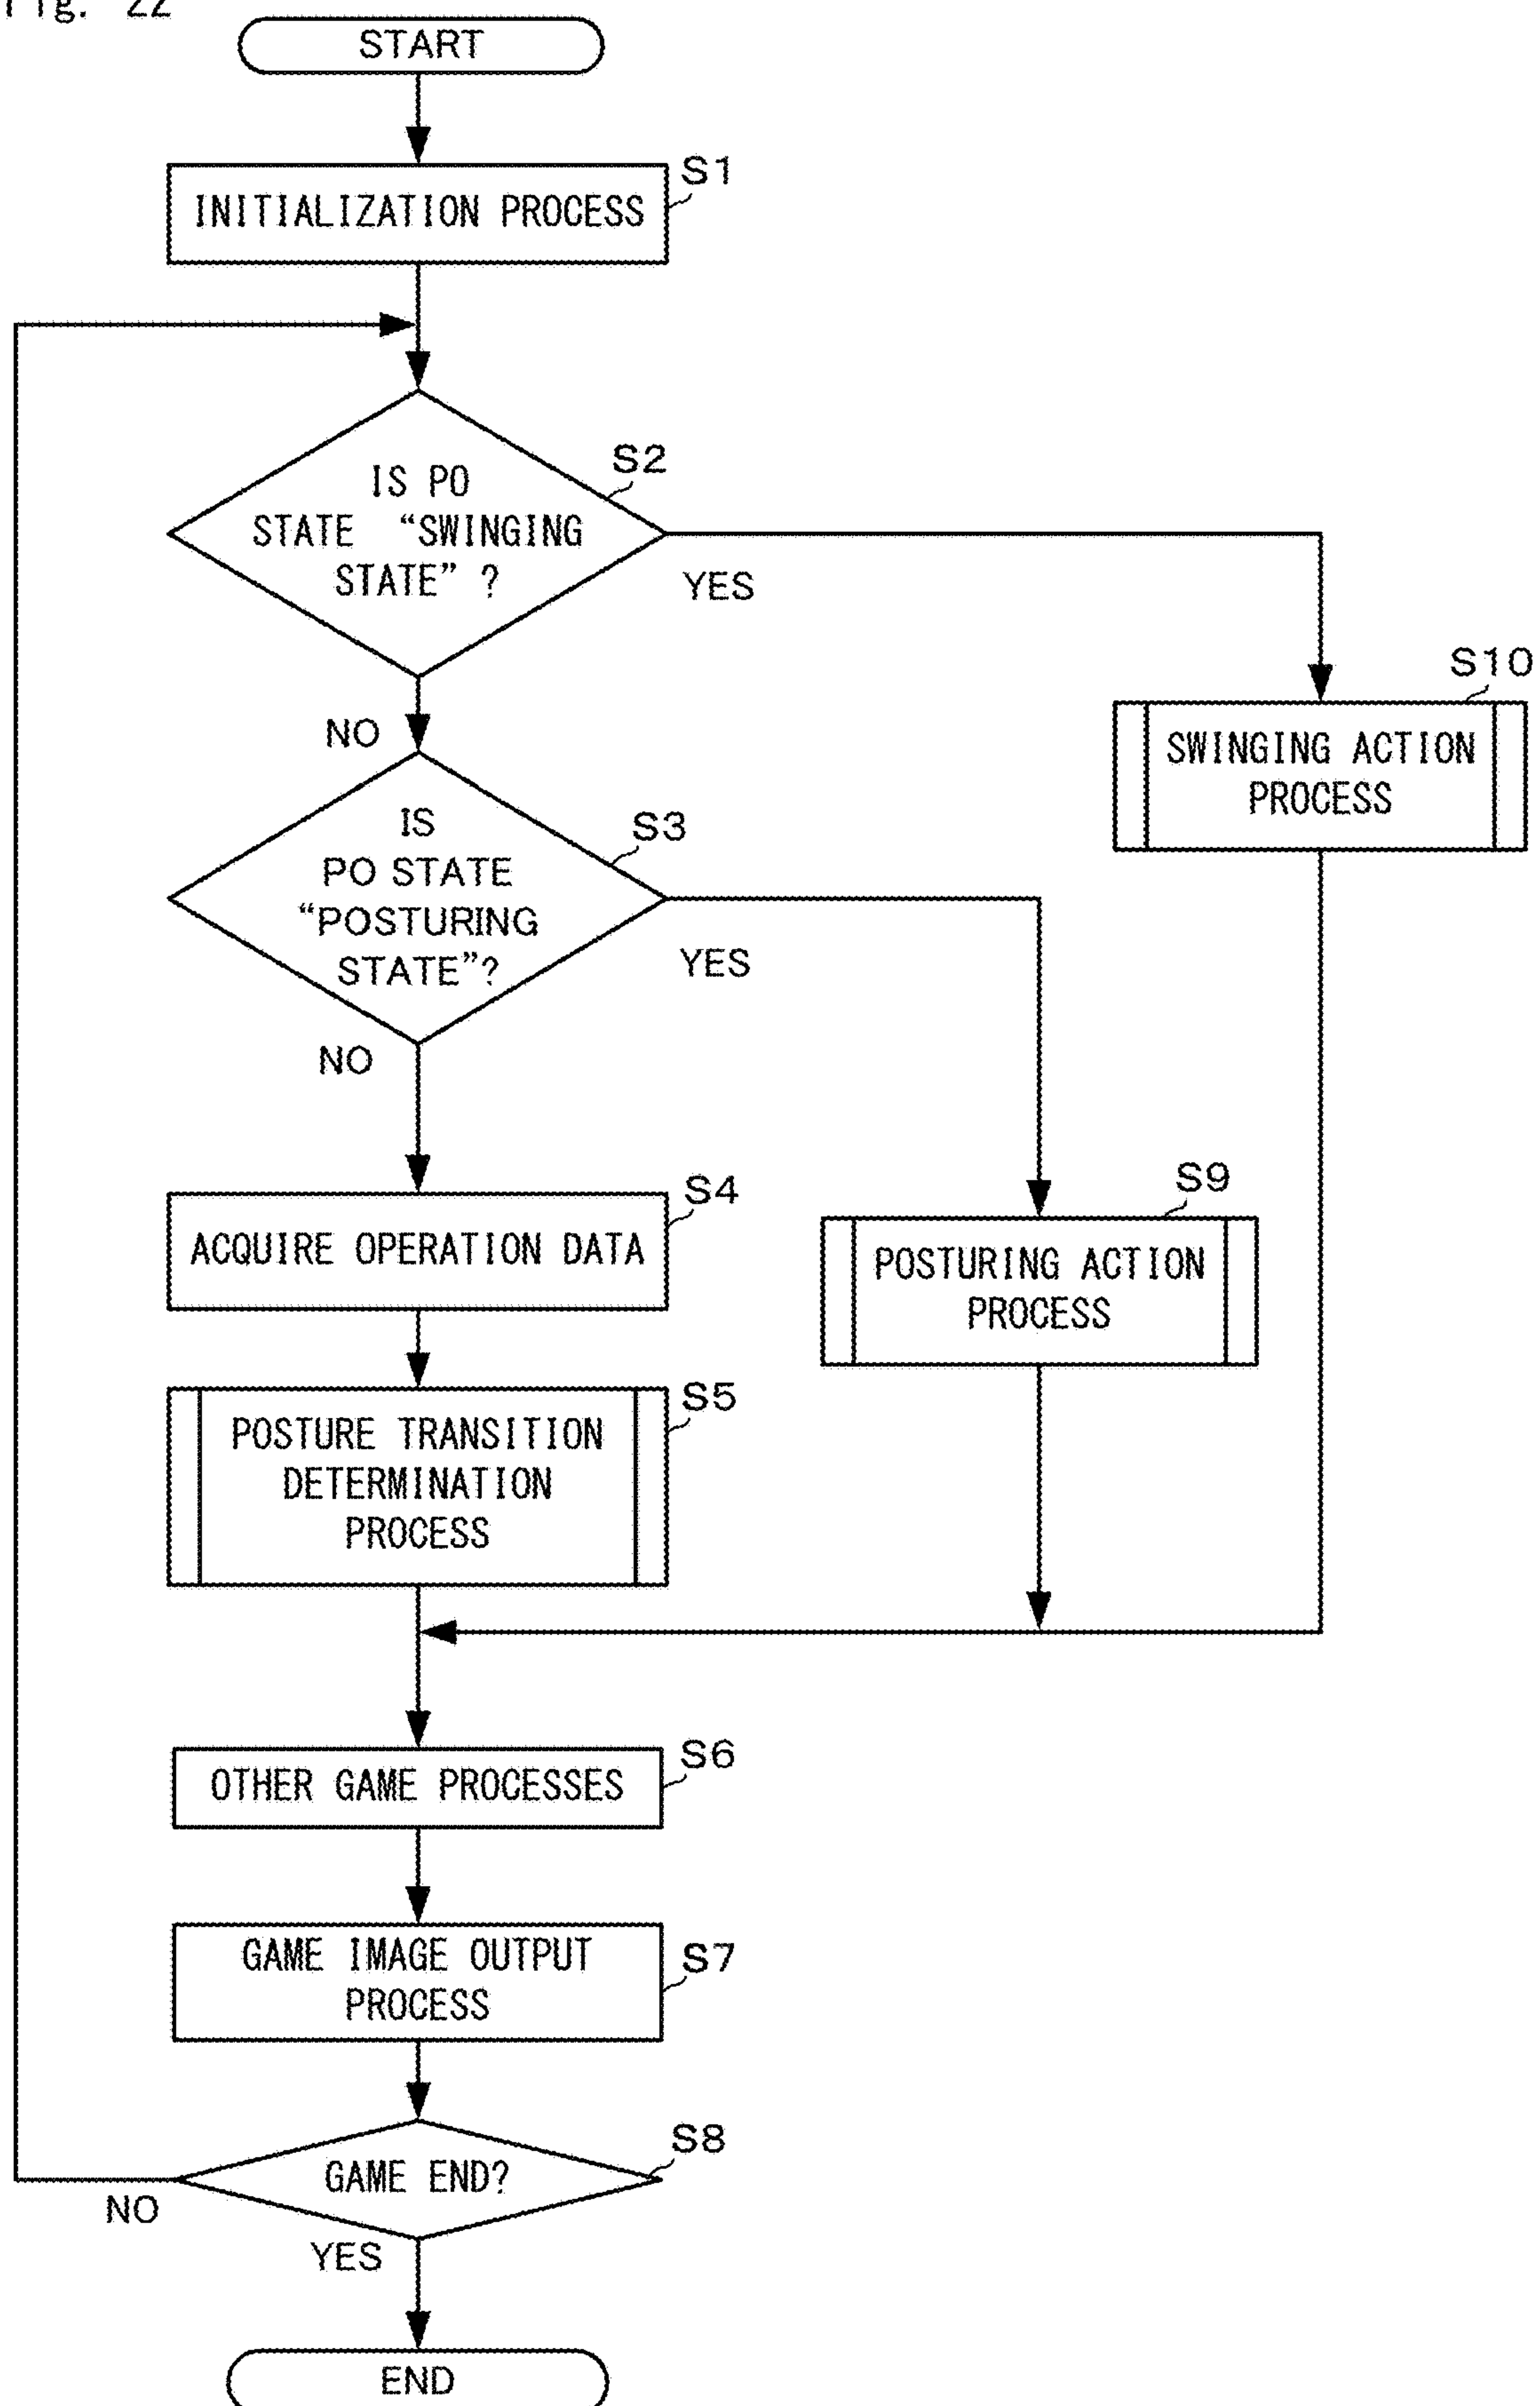 Fig. 22
START
S1
INITIALIZATION PROCESS
S2
IS PO
STATE “SWINGING
STATE” ?
YES
NO
S10
SWINGING ACTION
PROCESS
S3
IS
PO STATE
“POSTURING
STATE”?
YES
NO
S4
ACQUIRE OPERATION DATA
S9
POSTURING ACTION
PROCESS
S5
POSTURE TRANSITION
DETERMINATION
PROCESS
S6
OTHER GAME PROCESSES
S7
GAME IMAGE OUTPUT
PROCESS
S8
GAME END?
NO
YES
END